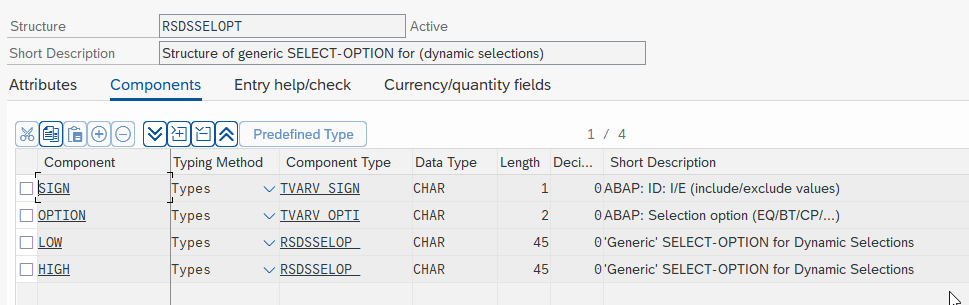 Structure RSDSSELOPT Active
Short Description Structure of generic SELECT-OPTION for (dynamic selections)
Attributes Components Entry help/check Currency/quantity fields
Predefined Type 1 / 4
Component Typing Method Component Type Data Type Length Deci... Short Description
SIGN Types TVARV_SIGN CHAR 1 0 ABAP: ID: I/E (include/exclude values)
OPTION Types TVARV_OPTI CHAR 2 0 ABAP: Selection option (EQ/BT/CP/...)
LOW Types RSDSSELOP_ CHAR 45 0 'Generic' SELECT-OPTION for Dynamic Selections
HIGH Types RSDSSELOP_ CHAR 45 0 'Generic' SELECT-OPTION for Dynamic Selections